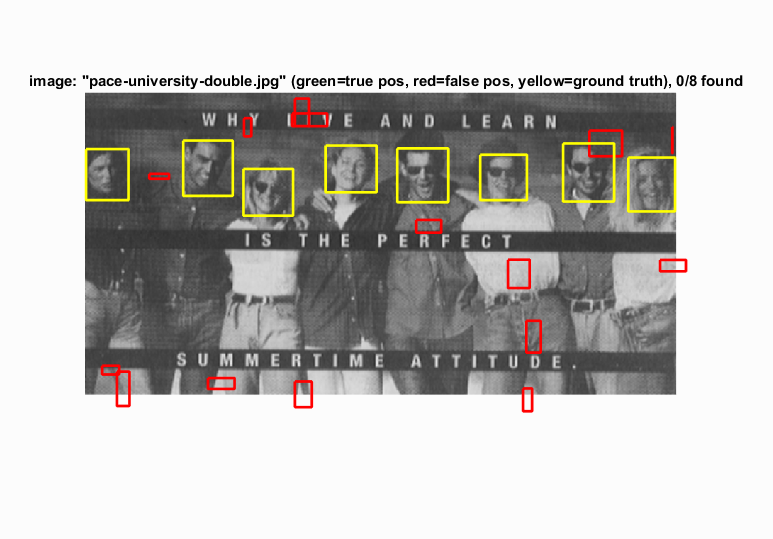 image: "pace-university-double.jpg" (green=true pos, red=false pos, yellow=ground truth), 0/8 found
WHY LIVE AND LEARN
IS THE PERFECT
SUMMERTIME ATTITUDE.